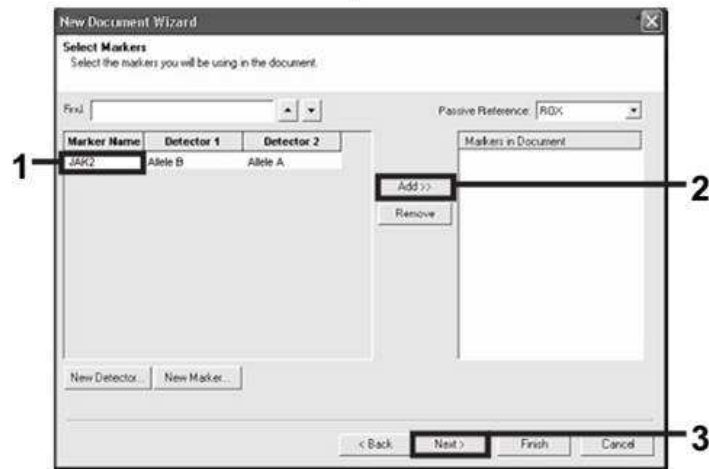 New Document Wizard
Select Markers
Select the markers you will be using in the document.
Find:
Passive Reference: ROX
Marker Name Detector 1 Detector 2
Markers in Document
1
JAK2 Allele B Allele A
Add >>
2
Remove
New Detector... New Marker...
< Back Next > Finish Cancel
3